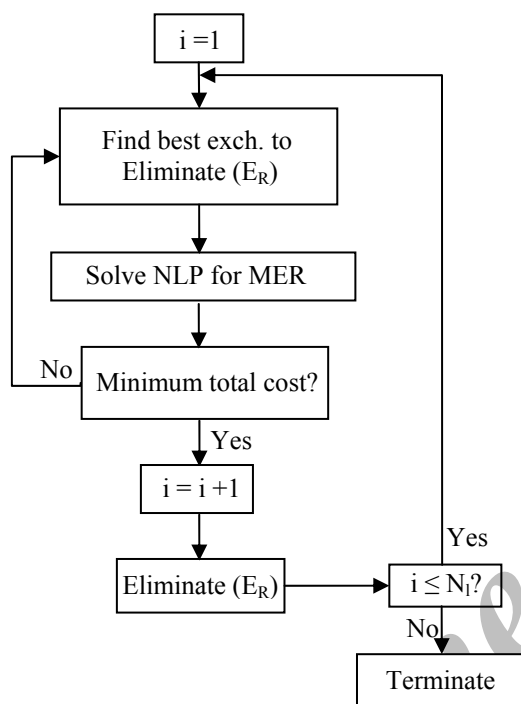 i =1
Find best exch. to
Eliminate (E_R)
Solve NLP for MER
No
Minimum total cost?
Yes
i = i +1
Yes
Eliminate (E_R)
i ≤ N_l?
No
Terminate